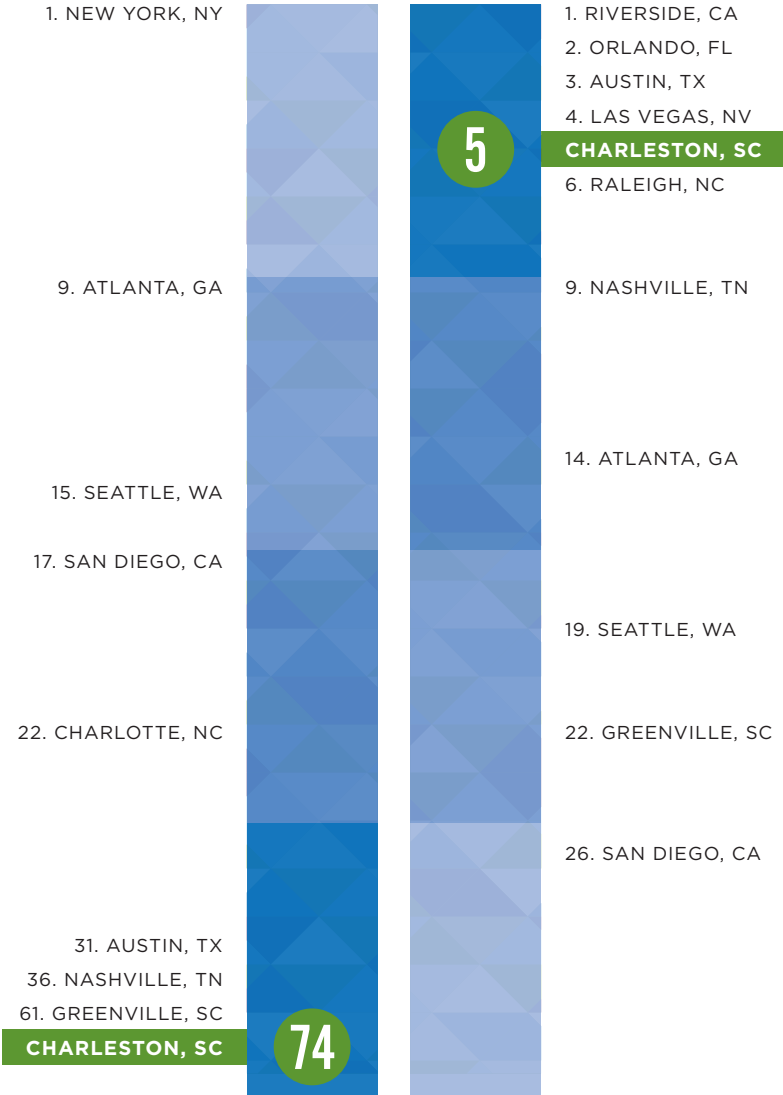 1. NEW YORK, NY
9. ATLANTA, GA
15. SEATTLE, WA
17. SAN DIEGO, CA
22. CHARLOTTE, NC
31. AUSTIN, TX
36. NASHVILLE, TN
61. GREENVILLE, SC
CHARLESTON, SC
74
1. RIVERSIDE, CA
2. ORLANDO, FL
3. AUSTIN, TX
4. LAS VEGAS, NV
5
CHARLESTON, SC
6. RALEIGH, NC
9. NASHVILLE, TN
14. ATLANTA, GA
19. SEATTLE, WA
22. GREENVILLE, SC
26. SAN DIEGO, CA